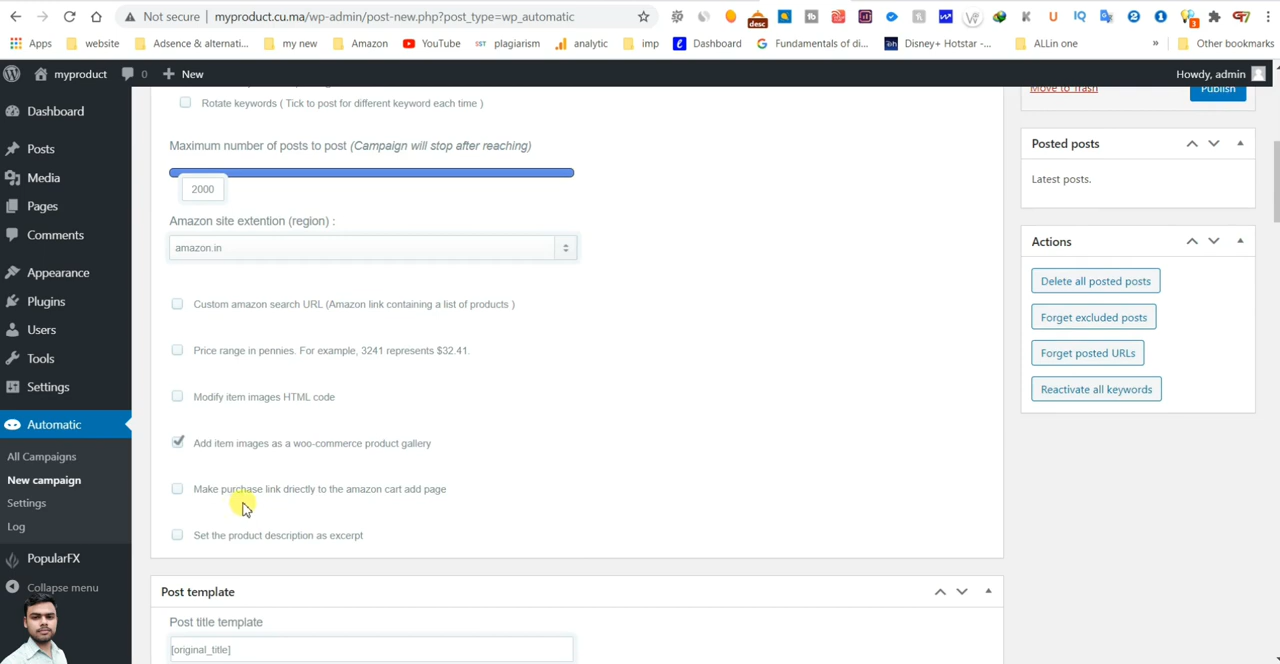 Not secure | myproduct.cu.ma/wp-admin/post-new.php?post_type=wp_automatic
desc
3
Apps
website
Adsence & alternati...
my new
Amazon
YouTube
SST plagiarism
analytic
imp
Dashboard
Fundamentals of di...
Disney+ Hotstar -...
ALLin one
»
Other bookmarks
myproduct
0
New
Howdy, admin
Dashboard
Posts
Media
Pages
Comments
Appearance
Plugins
Users
Tools
Settings
Automatic
All Campaigns
New campaign
Settings
Log
PopularFX
Collapse menu
Rotate keywords ( Tick to post for different keyword each time )
Maximum number of posts to post (Campaign will stop after reaching)
2000
Amazon site extention (region) :
amazon.in
Custom amazon search URL (Amazon link containing a list of products )
Price range in pennies. For example, 3241 represents $32.41.
Modify item images HTML code
Add item images as a woo-commerce product gallery
Make purchase link driectly to the amazon cart add page
Set the product description as excerpt
Post template
Post title template
[original_title]
Move to Trash
Publish
Posted posts
Latest posts.
Actions
Delete all posted posts
Forget excluded posts
Forget posted URLs
Reactivate all keywords